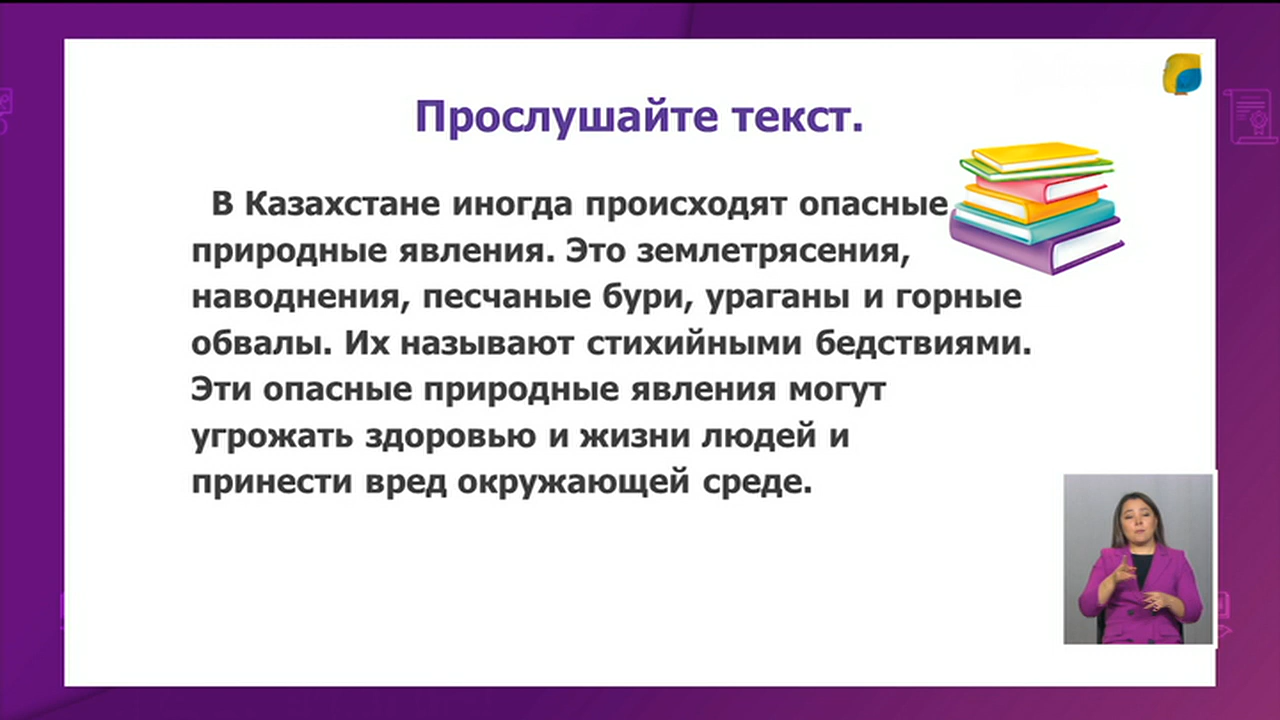 Прослушайте текст.
В Казахстане иногда происходят опасные
природные явления. Это землетрясения,
наводнения, песчаные бури, ураганы и горные
обвалы. Их называют стихийными бедствиями.
Эти опасные природные явления могут
угрожать здоровью и жизни людей и
принести вред окружающей среде.